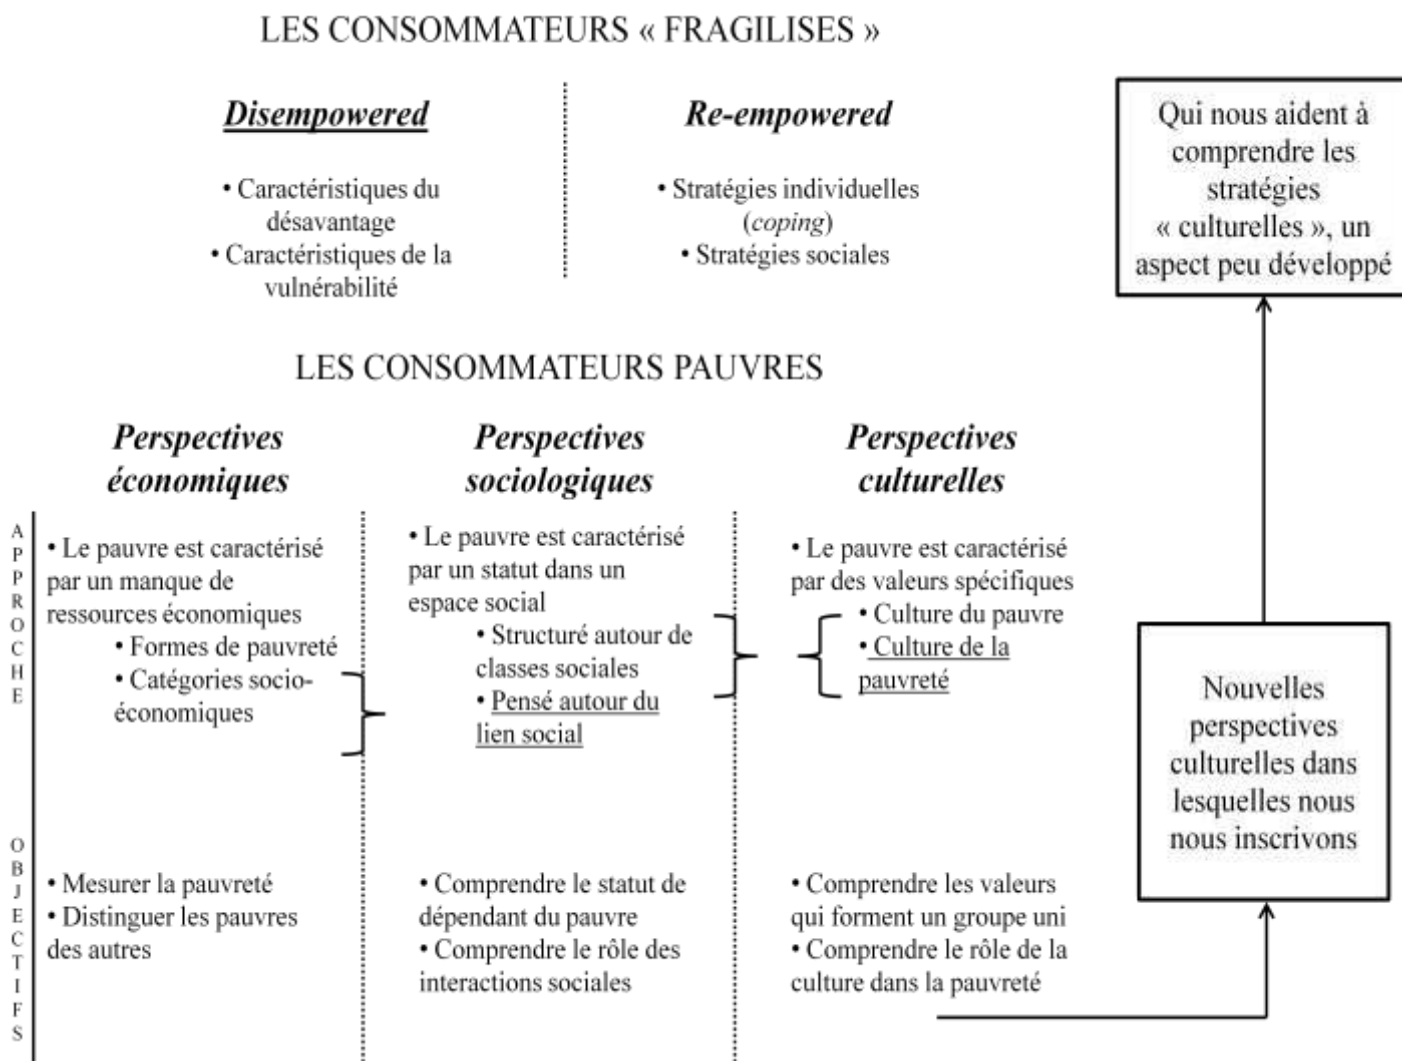 LES CONSOMMATEURS « FRAGILISES »
Disempowered
• Caractéristiques du
désavantage
• Caractéristiques de la
vulnérabilité
Re-empowered
• Stratégies individuelles
(coping)
• Stratégies sociales
Qui nous aident à
comprendre les
stratégies
« culturelles », un
aspect peu développé
LES CONSOMMATEURS PAUVRES
APPROCHE
Perspectives
économiques
• Le pauvre est caractérisé
par un manque de
ressources économiques
• Formes de pauvreté
• Catégories socio-
économiques
Perspectives
sociologiques
• Le pauvre est caractérisé
par un statut dans un
espace social
• Structuré autour de
classes sociales
• Pensé autour du
lien social
Perspectives
culturelles
• Le pauvre est caractérisé
par des valeurs spécifiques
• Culture du pauvre
• Culture de la
pauvreté
OBJECTIFS
• Mesurer la pauvreté
• Distinguer les pauvres
des autres
• Comprendre le statut de
dépendant du pauvre
• Comprendre le rôle des
interactions sociales
• Comprendre les valeurs
qui forment un groupe uni
• Comprendre le rôle de la
culture dans la pauvreté
Nouvelles
perspectives
culturelles dans
lesquelles nous
nous inscrivons